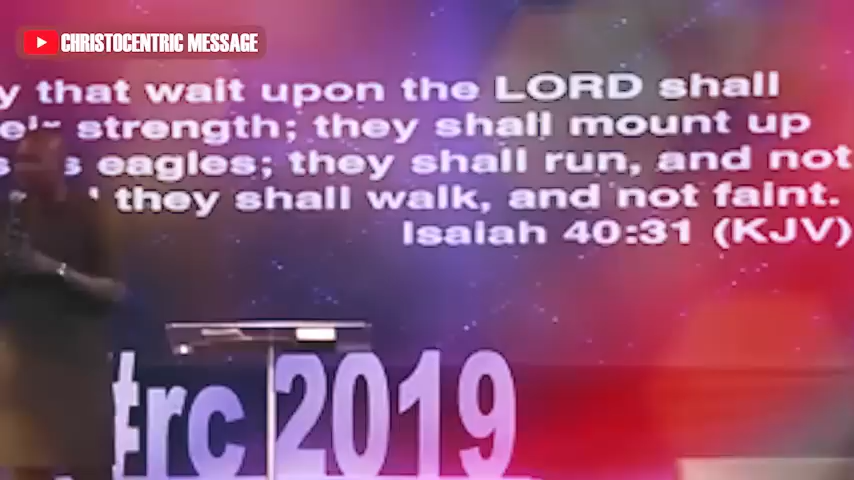 CHRISTOCENTRIC MESSAGE
that wait upon the LORD shall
strength; they shall mount up
eagles; they shall run, and not
they shall walk, and not faint.
Isaiah 40:31 (KJV)
#rc 2019